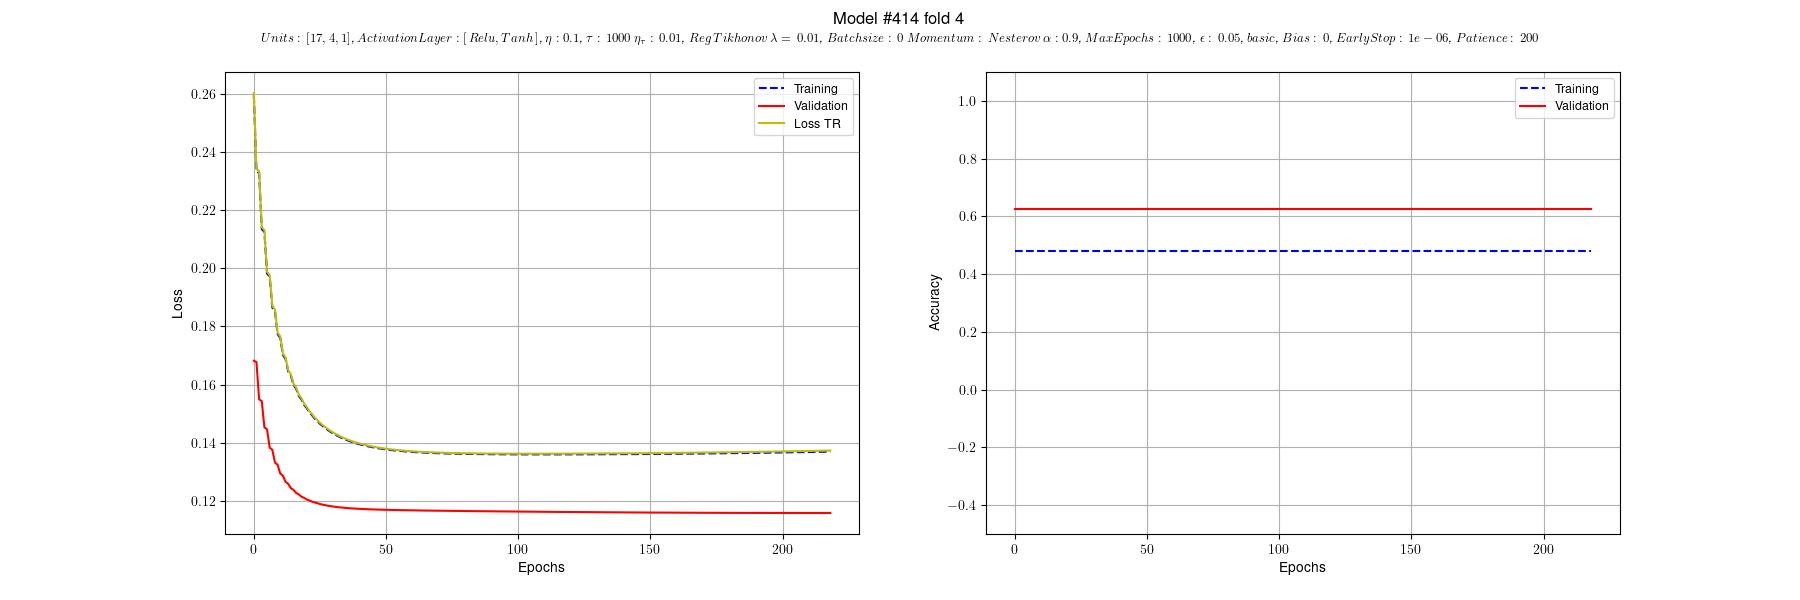 Model #414 fold 4
Units : [17, 4, 1], ActivationLayer : [ Relu, Tanh], η : 0.1, τ : 1000 η_τ : 0.01, Reg Tikhonov λ = 0.01, Batchsize : 0 Momentum : Nesterov α : 0.9, MaxEpochs : 1000, ϵ : 0.05, basic, Bias : 0, EarlyStop : 1e − 06, Patience : 200
0.26
0.24
0.22
0.20
0.18
0.16
0.14
0.12
Loss
0 50 100 150 200
Epochs
Training
Validation
Loss TR
1.0
0.8
0.6
0.4
0.2
0.0
−0.2
−0.4
Accuracy
0 50 100 150 200
Epochs
Training
Validation